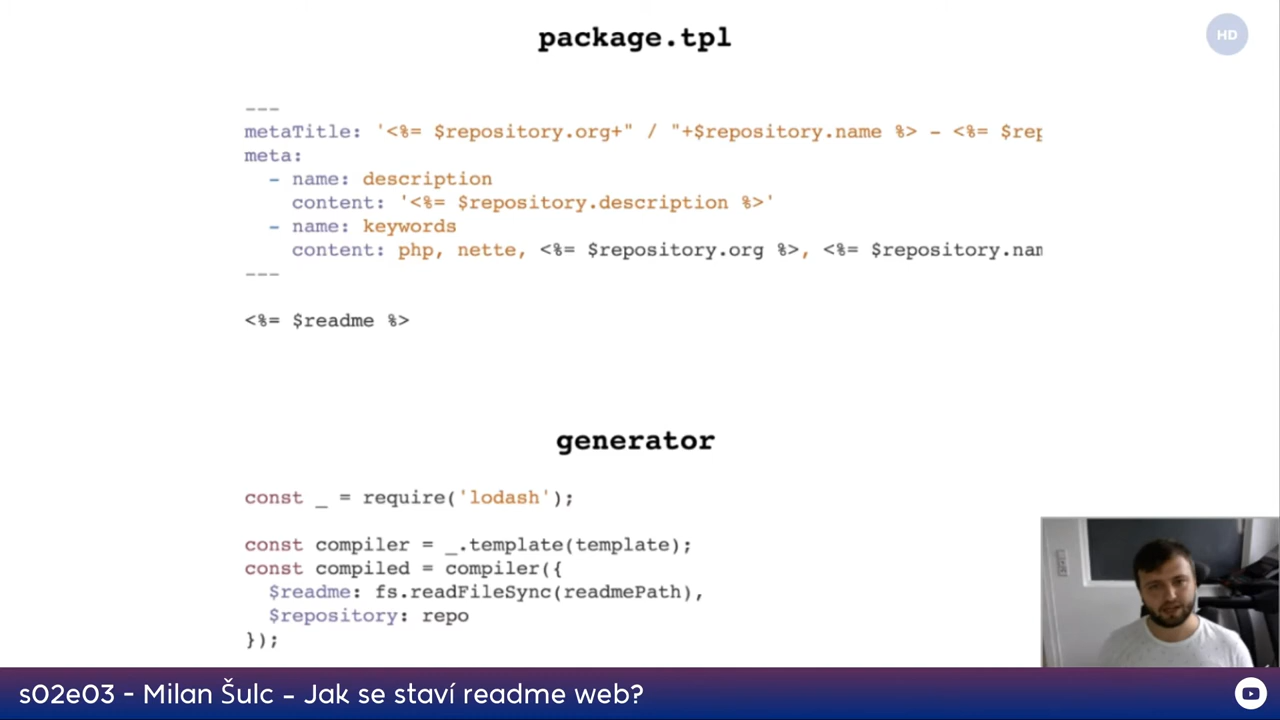 package.tpl
HD
---
metaTitle: '<%= $repository.org+" / "+$repository.name %> - <%= $rep
meta:
  - name: description
    content: '<%= $repository.description %>'
  - name: keywords
    content: php, nette, <%= $repository.org %>, <%= $repository.nam
---
<%= $readme %>
generator
const _ = require('lodash');
const compiler = _.template(template);
const compiled = compiler({
  $readme: fs.readFileSync(readmePath),
  $repository: repo
});
s02e03 - Milan Šulc - Jak se staví readme web?